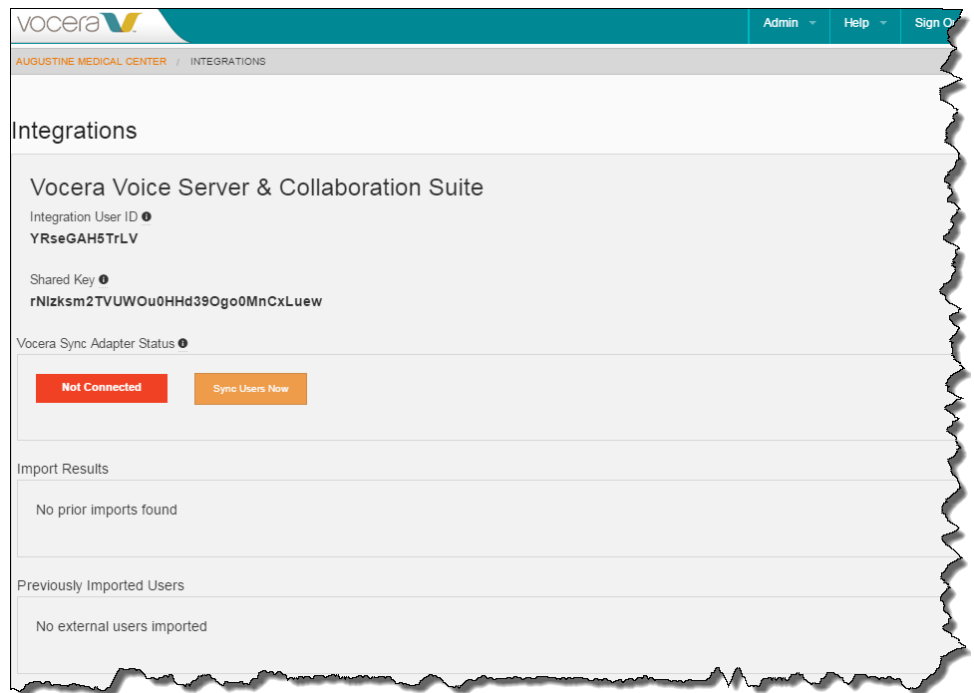 vocera
Admin Help Sign O
AUGUSTINE MEDICAL CENTER / INTEGRATIONS
Integrations
Vocera Voice Server & Collaboration Suite
Integration User ID
YRseGAH5TrLV
Shared Key
rNIzksm2TVUWOu0HHd39Ogo0MnCxLuew
Vocera Sync Adapter Status
Not Connected Sync Users Now
Import Results
No prior imports found
Previously Imported Users
No external users imported